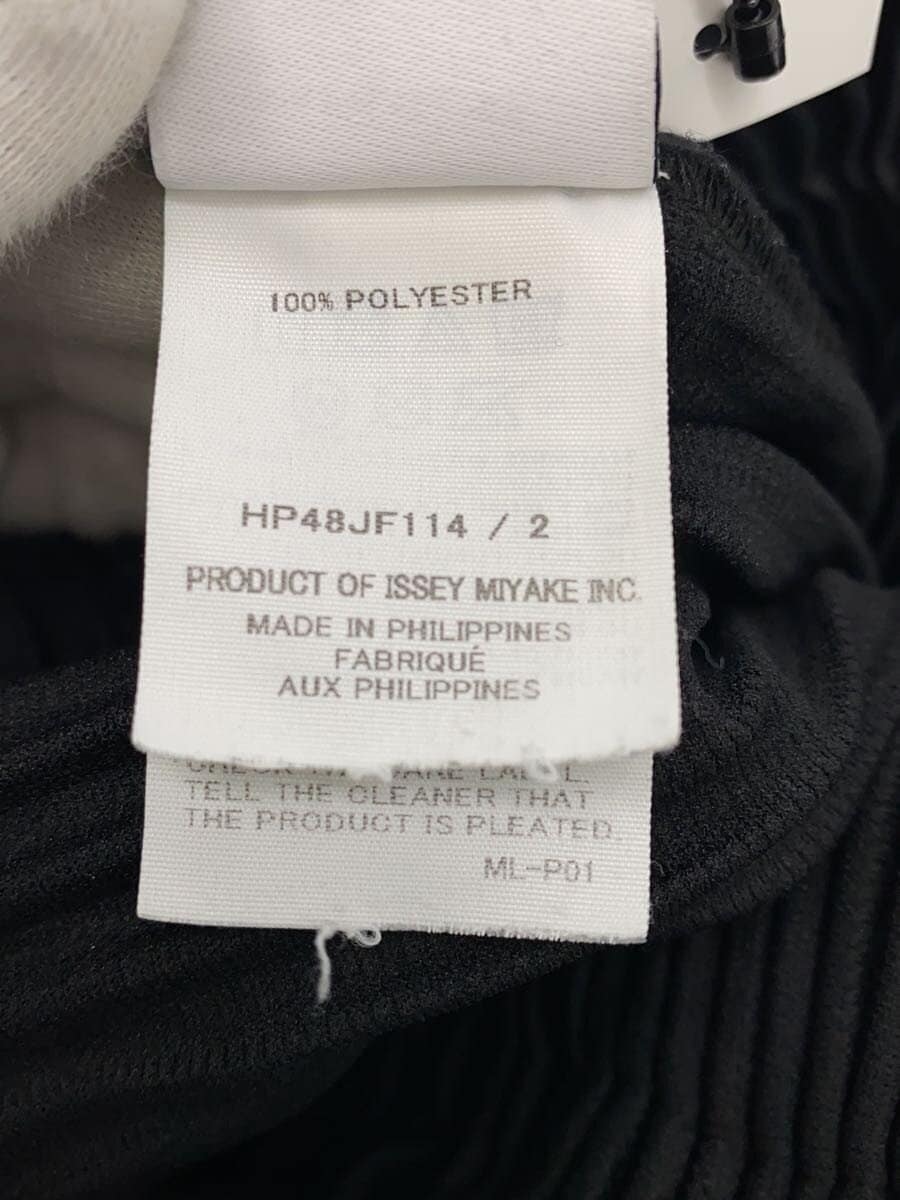 100% POLYESTER
HP48JF114 / 2
PRODUCT OF ISSEY MIYAKE INC.
MADE IN PHILIPPINES
FABRIQUÉ
AUX PHILIPPINES
TELL THE CLEANER THAT
THE PRODUCT IS PLEATED.
ML-P01